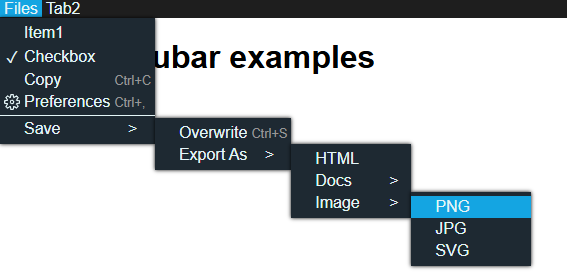 Files Tab2
Item1
ubar examples
✓ Checkbox
Copy Ctrl+C
Preferences Ctrl+,
Save >
Overwrite Ctrl+S
Export As >
HTML
Docs >
Image >
PNG
JPG
SVG